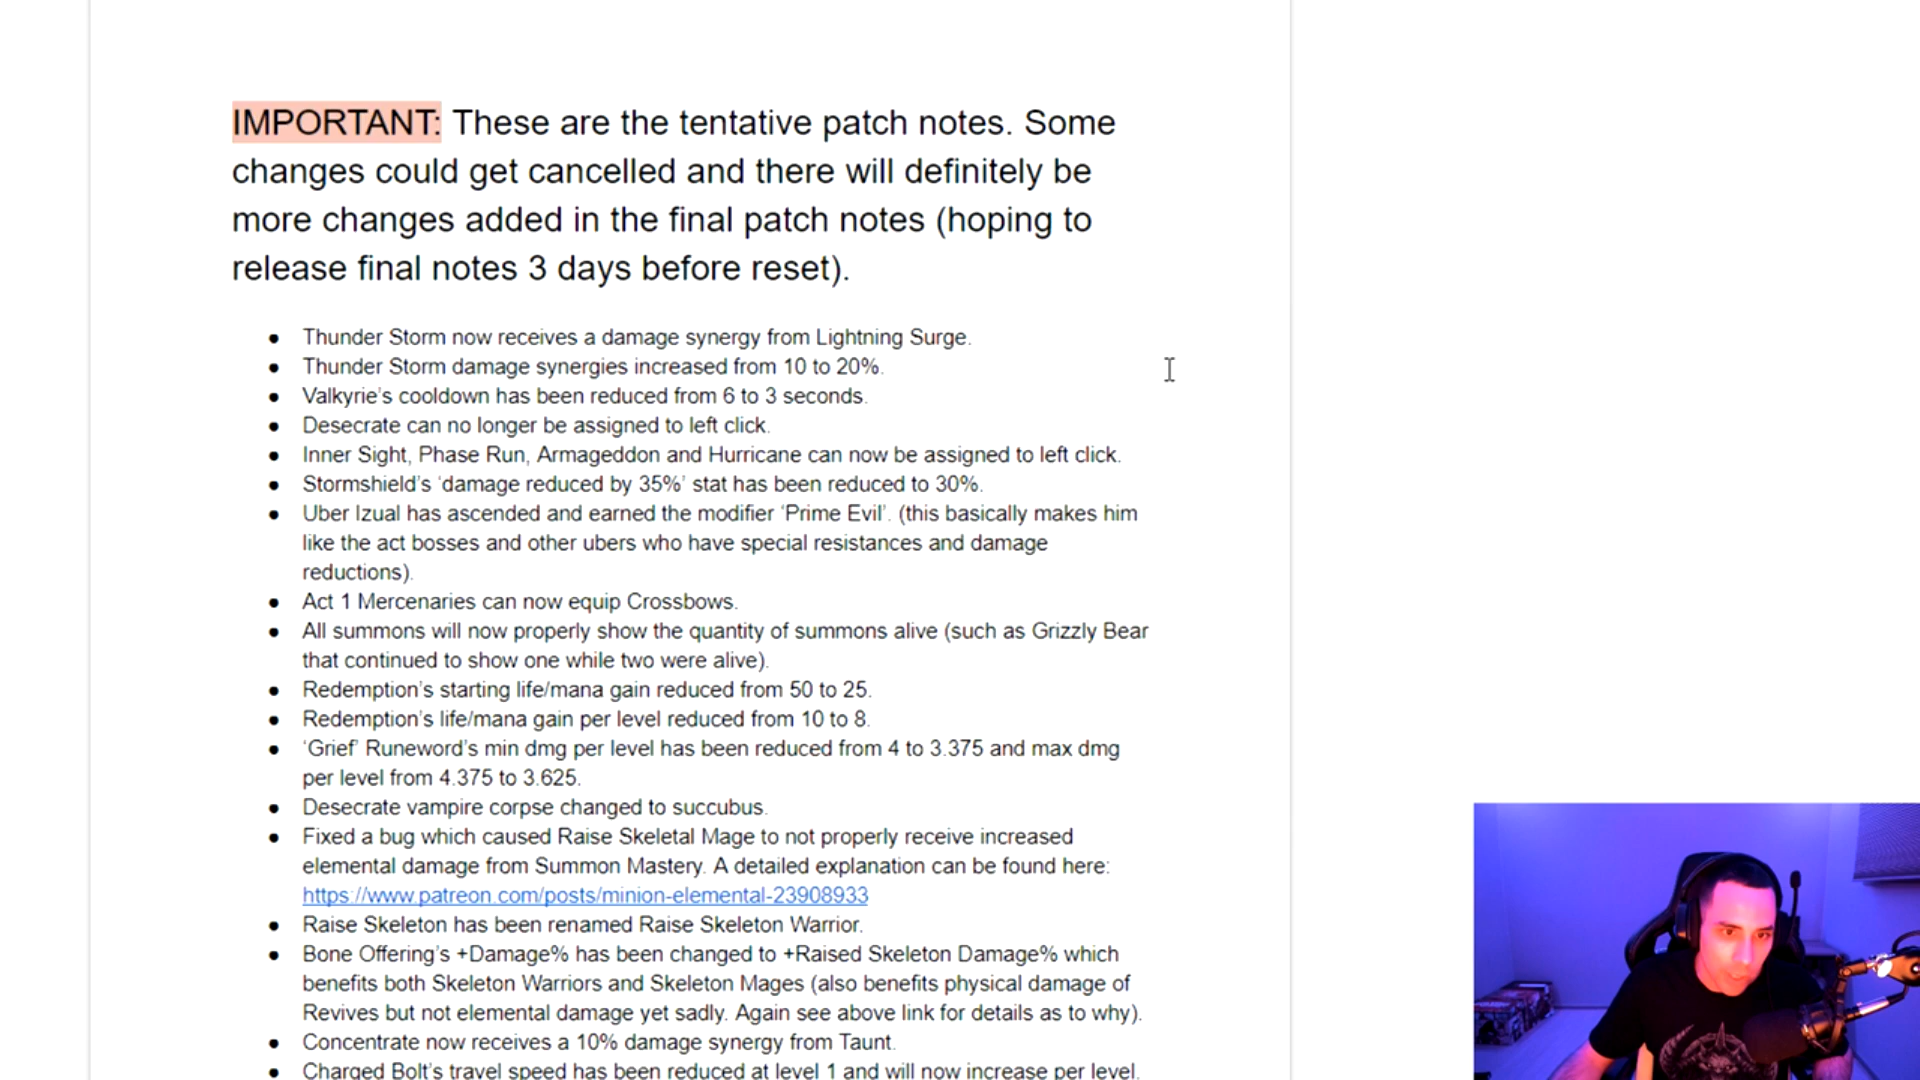 IMPORTANT: These are the tentative patch notes. Some
changes could get cancelled and there will definitely be
more changes added in the final patch notes (hoping to
release final notes 3 days before reset).
● Thunder Storm now receives a damage synergy from Lightning Surge.
● Thunder Storm damage synergies increased from 10 to 20%.
● Valkyrie's cooldown has been reduced from 6 to 3 seconds.
● Desecrate can no longer be assigned to left click.
● Inner Sight, Phase Run, Armageddon and Hurricane can now be assigned to left click.
● Stormshield's 'damage reduced by 35%' stat has been reduced to 30%.
● Uber Izual has ascended and earned the modifier 'Prime Evil'. (this basically makes him
like the act bosses and other ubers who have special resistances and damage
reductions).
● Act 1 Mercenaries can now equip Crossbows.
● All summons will now properly show the quantity of summons alive (such as Grizzly Bear
that continued to show one while two were alive).
● Redemption's starting life/mana gain reduced from 50 to 25.
● Redemption's life/mana gain per level reduced from 10 to 8.
● 'Grief' Runeword's min dmg per level has been reduced from 4 to 3.375 and max dmg
per level from 4.375 to 3.625.
● Desecrate vampire corpse changed to succubus.
● Fixed a bug which caused Raise Skeletal Mage to not properly receive increased
elemental damage from Summon Mastery. A detailed explanation can be found here:
https://www.patreon.com/posts/minion-elemental-23908933
● Raise Skeleton has been renamed Raise Skeleton Warrior.
● Bone Offering's +Damage% has been changed to +Raised Skeleton Damage% which
benefits both Skeleton Warriors and Skeleton Mages (also benefits physical damage of
Revives but not elemental damage yet sadly. Again see above link for details as to why).
● Concentrate now receives a 10% damage synergy from Taunt.
● Charged Bolt's travel speed has been reduced at level 1 and will now increase per level.